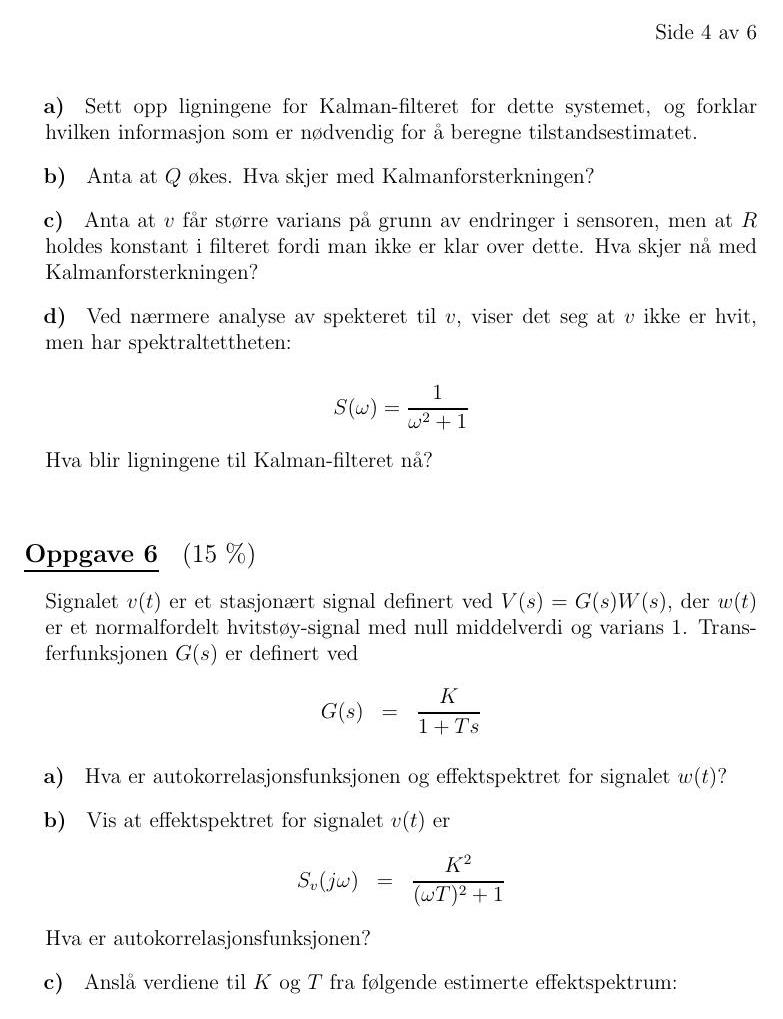 Side 4 av 6
a) Sett opp ligningene for Kalman-filteret for dette systemet, og forklar
hvilken informasjon som er nødvendig for å beregne tilstandsestimatet.
b) Anta at Q økes. Hva skjer med Kalmanforsterkningen?
c) Anta at v får større varians på grunn av endringer i sensoren, men at R
holdes konstant i filteret fordi man ikke er klar over dette. Hva skjer nå med
Kalmanforsterkningen?
d) Ved nærmere analyse av spekteret til v, viser det seg at v ikke er hvit,
men har spektraltettheten:
S(ω) = 1 / (ω² + 1)
Hva blir ligningene til Kalman-filteret nå?
Oppgave 6 (15 %)
Signalet v(t) er et stasjonært signal definert ved V(s) = G(s)W(s), der w(t)
er et normalfordelt hvitstøy-signal med null middelverdi og varians 1. Trans-
ferfunksjonen G(s) er definert ved
G(s) = K / (1 + Ts)
a) Hva er autokorrelasjonsfunksjonen og effektspektret for signalet w(t)?
b) Vis at effektspektret for signalet v(t) er
Sᵥ(jω) = K² / ((ωT)² + 1)
Hva er autokorrelasjonsfunksjonen?
c) Anslå verdiene til K og T fra følgende estimerte effektspektrum: